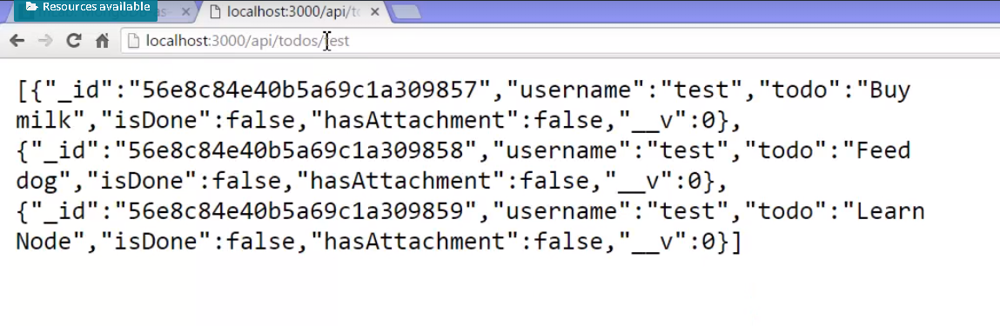 Resources available
localhost:3000/api/to
localhost:3000/api/todos/test
[{"_id":"56e8c84e40b5a69c1a309857","username":"test","todo":"Buy
milk","isDone":false,"hasAttachment":false,"__v":0},
{"_id":"56e8c84e40b5a69c1a309858","username":"test","todo":"Feed
dog","isDone":false,"hasAttachment":false,"__v":0},
{"_id":"56e8c84e40b5a69c1a309859","username":"test","todo":"Learn
Node","isDone":false,"hasAttachment":false,"__v":0}]